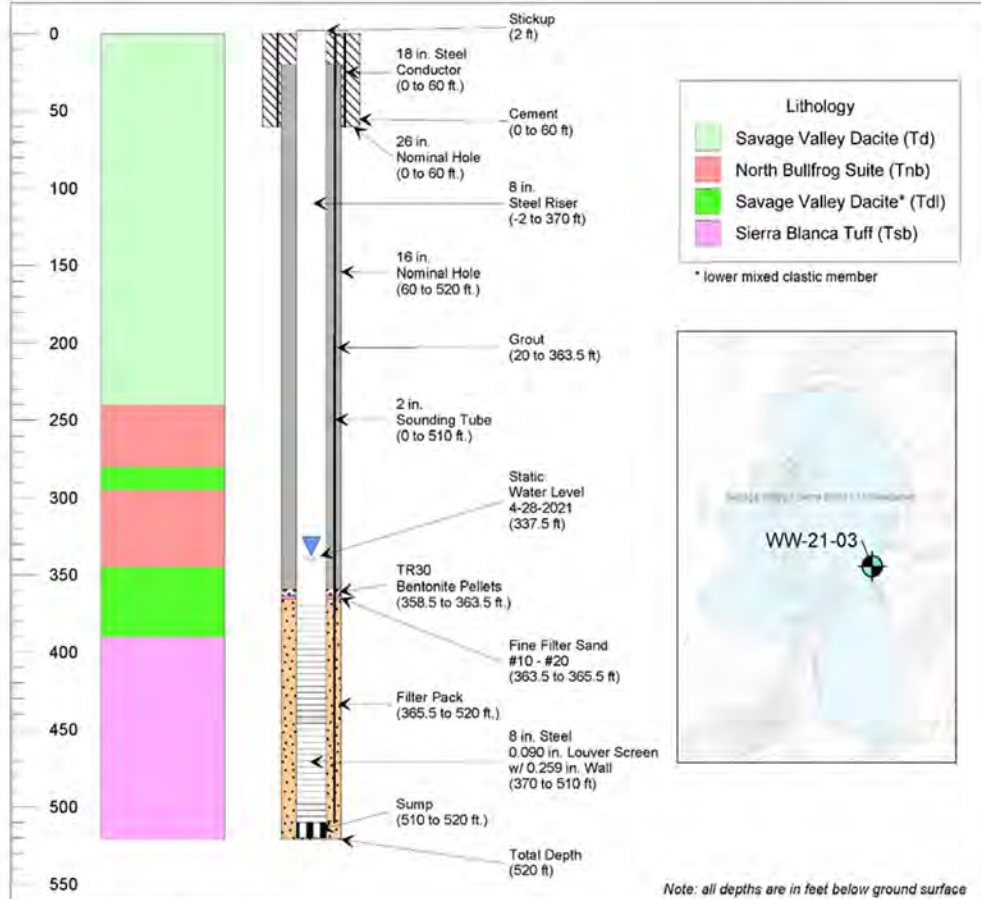 0
50
100
150
200
250
300
350
400
450
500
550
Stickup
(2 ft)
18 in. Steel
Conductor
(0 to 60 ft.)
Cement
(0 to 60 ft)
26 in.
Nominal Hole
(0 to 60 ft.)
8 in.
Steel Riser
(-2 to 370 ft)
16 in.
Nominal Hole
(60 to 520 ft.)
Grout
(20 to 363.5 ft)
2 in.
Sounding Tube
(0 to 510 ft.)
Static
Water Level
4-28-2021
(337.5 ft)
TR30
Bentonite Pellets
(358.5 to 363.5 ft)
Fine Filter Sand
#10 - #20
(363.5 to 365.5 ft)
Filter Pack
(365.5 to 520 ft.)
8 in. Steel
0.090 in. Louver Screen
w/ 0.259 in. Wall
(370 to 510 ft)
Sump
(510 to 520 ft.)
Total Depth
(520 ft)
Lithology
Savage Valley Dacite (Td)
North Bullfrog Suite (Tnb)
Savage Valley Dacite* (Tdl)
Sierra Blanca Tuff (Tsb)
* lower mixed clastic member
WW-21-03
Note: all depths are in feet below ground surface